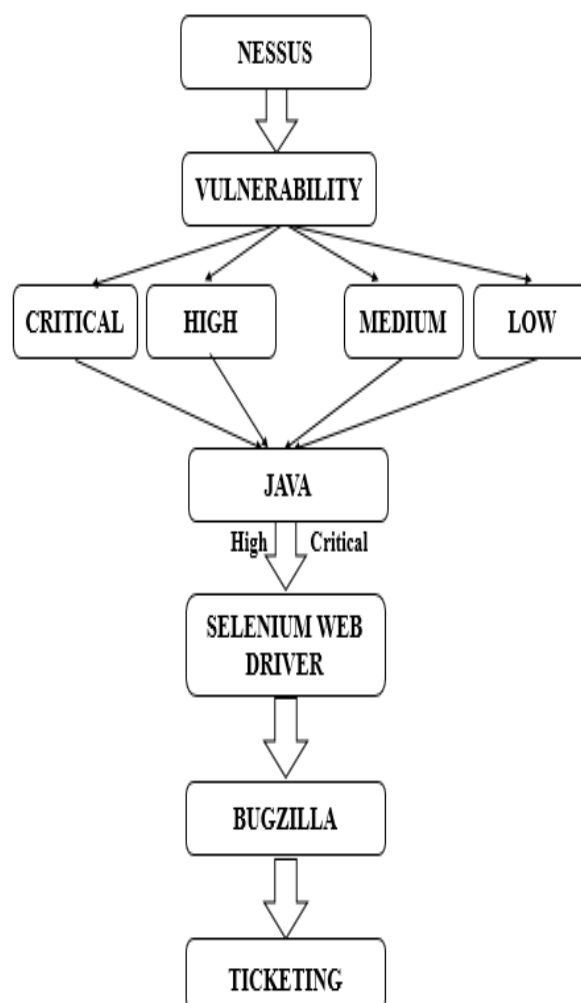 NESSUS
VULNERABILITY
CRITICAL
HIGH
MEDIUM
LOW
JAVA
High Critical
SELENIUM WEB
DRIVER
BUGZILLA
TICKETING